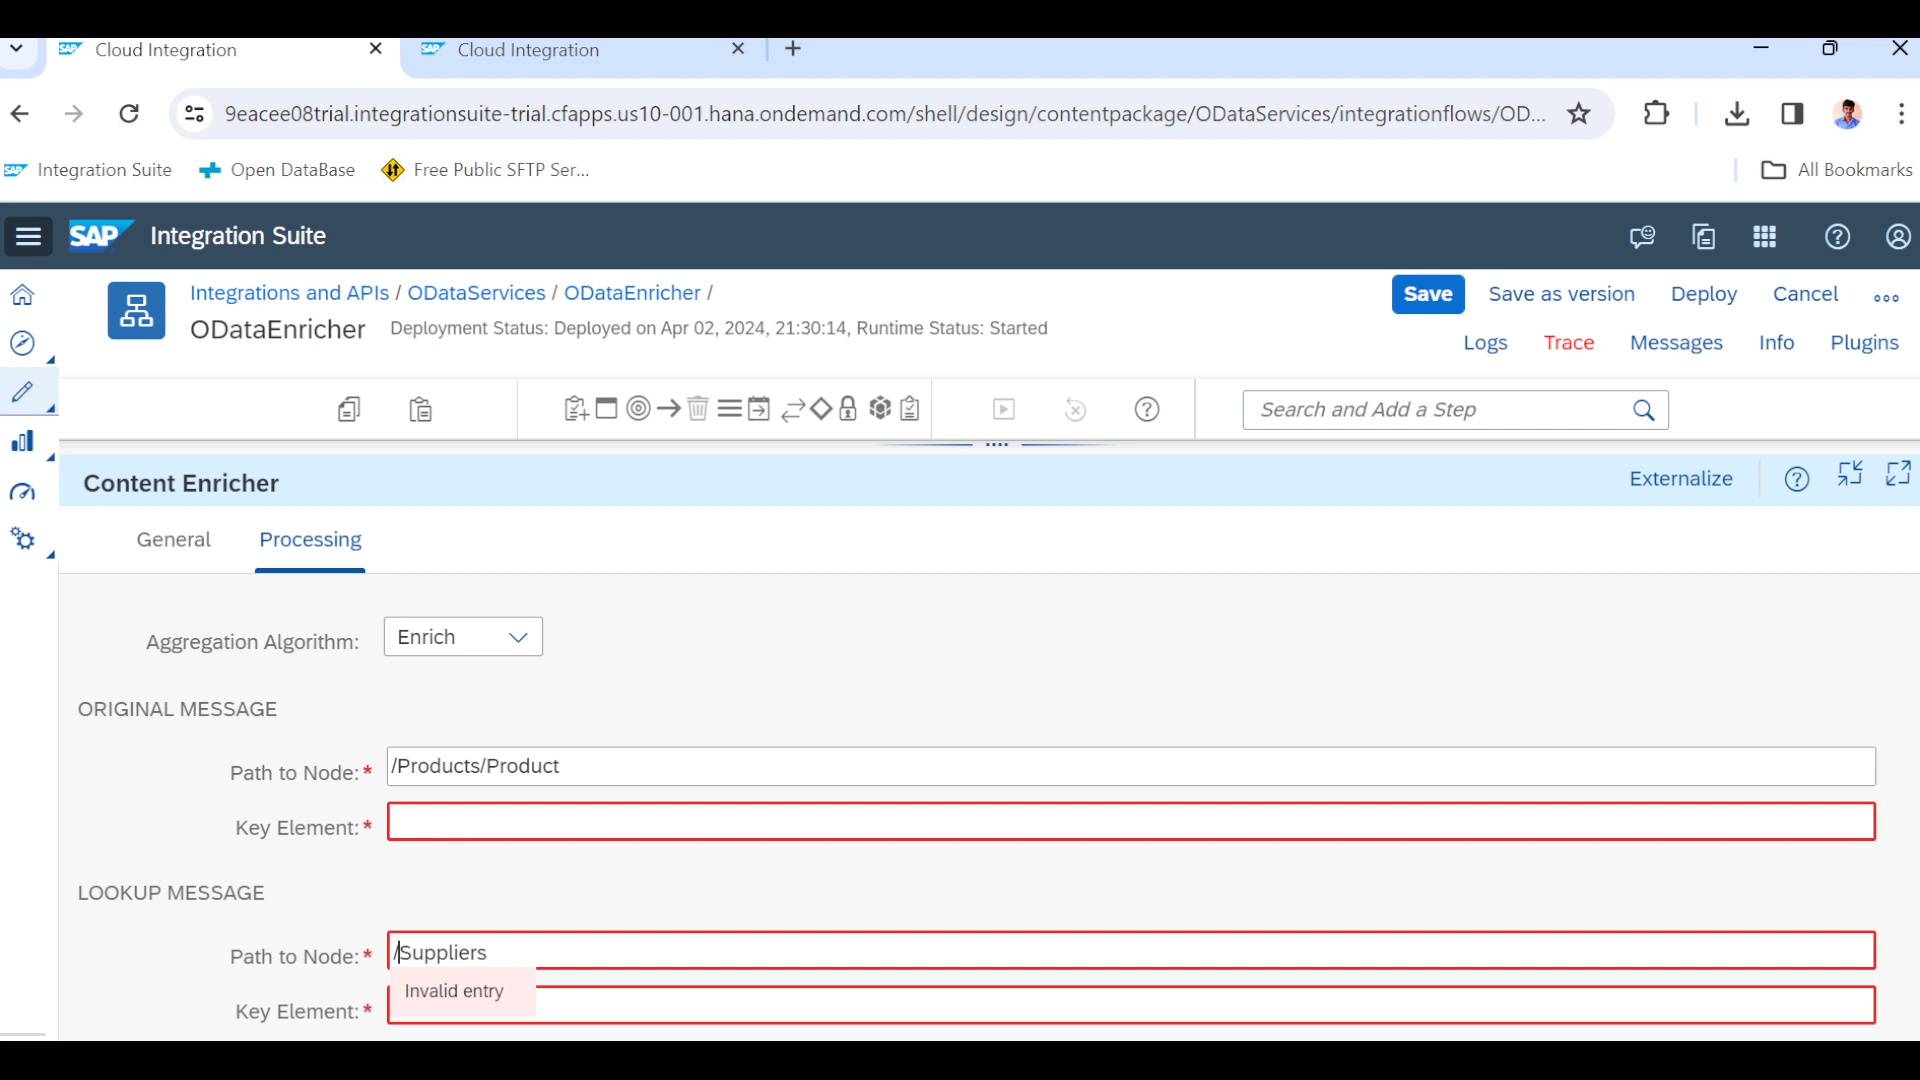 Cloud Integration
Cloud Integration
9eacee08trial.integrationsuite-trial.cfapps.us10-001.hana.ondemand.com/shell/design/contentpackage/ODataServices/integrationflows/OD...
Integration Suite
Open DataBase
Free Public SFTP Ser...
All Bookmarks
SAP Integration Suite
Integrations and APIs / ODataServices / ODataEnricher /
Save Save as version Deploy Cancel
ODataEnricher Deployment Status: Deployed on Apr 02, 2024, 21:30:14, Runtime Status: Started
Logs Trace Messages Info Plugins
Search and Add a Step
Content Enricher
Externalize
General Processing
Aggregation Algorithm: Enrich
ORIGINAL MESSAGE
Path to Node:* /Products/Product
Key Element:*
LOOKUP MESSAGE
Path to Node:* /Suppliers
Invalid entry
Key Element:*